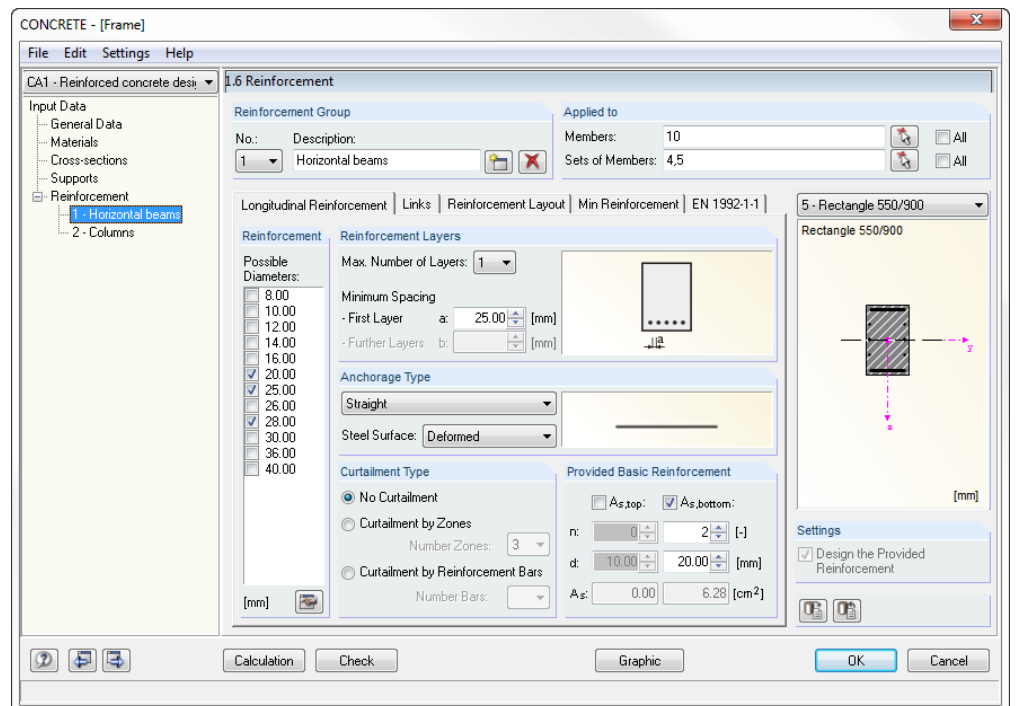 CONCRETE - [Frame]
File Edit Settings Help
CA1 - Reinforced concrete desi
Input Data
General Data
Materials
Cross-sections
Supports
Reinforcement
1 - Horizontal beams
2 - Columns
1.6 Reinforcement
Reinforcement Group
No.: Description:
1 Horizontal beams
Applied to
Members: 10 All
Sets of Members: 4,5 All
Longitudinal Reinforcement Links Reinforcement Layout Min Reinforcement EN 1992-1-1
Reinforcement
Possible
Diameters:
8.00
10.00
12.00
14.00
16.00
20.00
25.00
26.00
28.00
30.00
36.00
40.00
[mm]
Reinforcement Layers
Max. Number of Layers: 1
Minimum Spacing
- First Layer a: 25.00 [mm]
- Further Layers b: [mm]
a
Anchorage Type
Straight
Steel Surface: Deformed
Curtailment Type
No Curtailment
Curtailment by Zones
Number Zones: 3
Curtailment by Reinforcement Bars
Number Bars:
Provided Basic Reinforcement
As,top: As,bottom:
n: 0 2 [-]
d: 10.00 20.00 [mm]
As: 0.00 6.28 [cm²]
5 - Rectangle 550/900
Rectangle 550/900
y
z
[mm]
Settings
Design the Provided
Reinforcement
Calculation Check Graphic OK Cancel